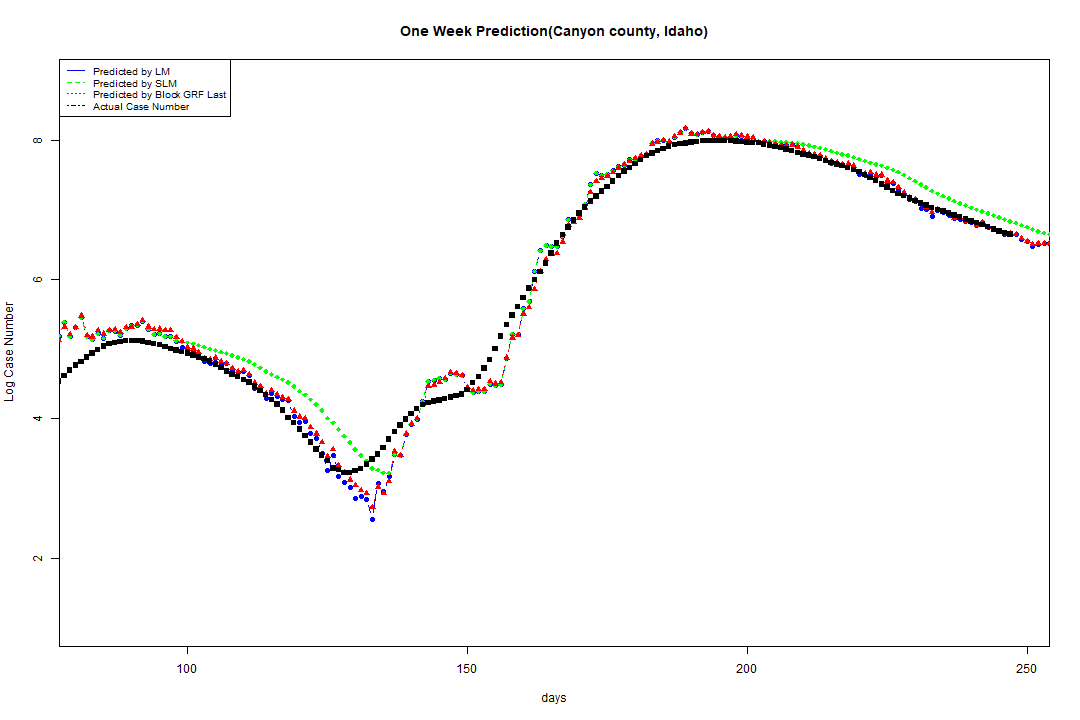 One Week Prediction(Canyon county, Idaho)
Predicted by LM
Predicted by SLM
Predicted by Block GRF Last
Actual Case Number
8
6
4
2
Log Case Number
100 150 200 250
days